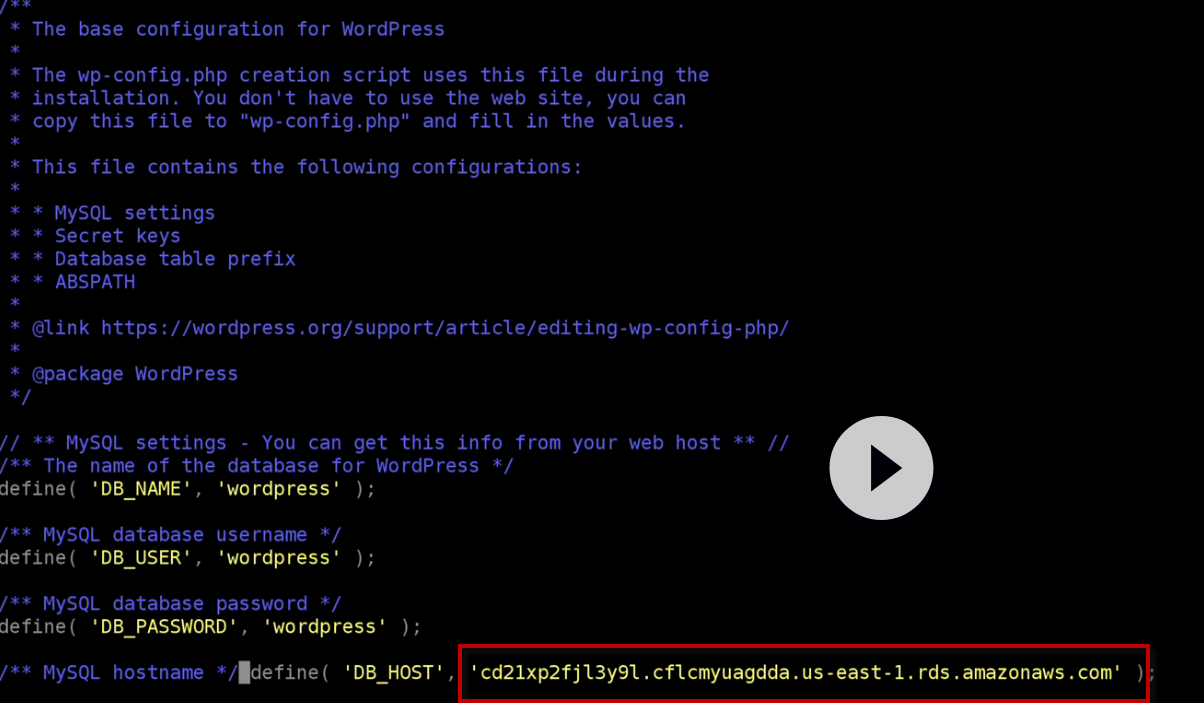 /**
 * The base configuration for WordPress
 *
 * The wp-config.php creation script uses this file during the
 * installation. You don't have to use the web site, you can
 * copy this file to "wp-config.php" and fill in the values.
 *
 * This file contains the following configurations:
 *
 * * MySQL settings
 * * Secret keys
 * * Database table prefix
 * * ABSPATH
 *
 * @link https://wordpress.org/support/article/editing-wp-config-php/
 *
 * @package WordPress
 */
// ** MySQL settings - You can get this info from your web host ** //
/** The name of the database for WordPress */
define( 'DB_NAME', 'wordpress' );
/** MySQL database username */
define( 'DB_USER', 'wordpress' );
/** MySQL database password */
define( 'DB_PASSWORD', 'wordpress' );
/** MySQL hostname */define( 'DB_HOST', 'cd21xp2fjl3y9l.cflcmyuagdda.us-east-1.rds.amazonaws.com' );